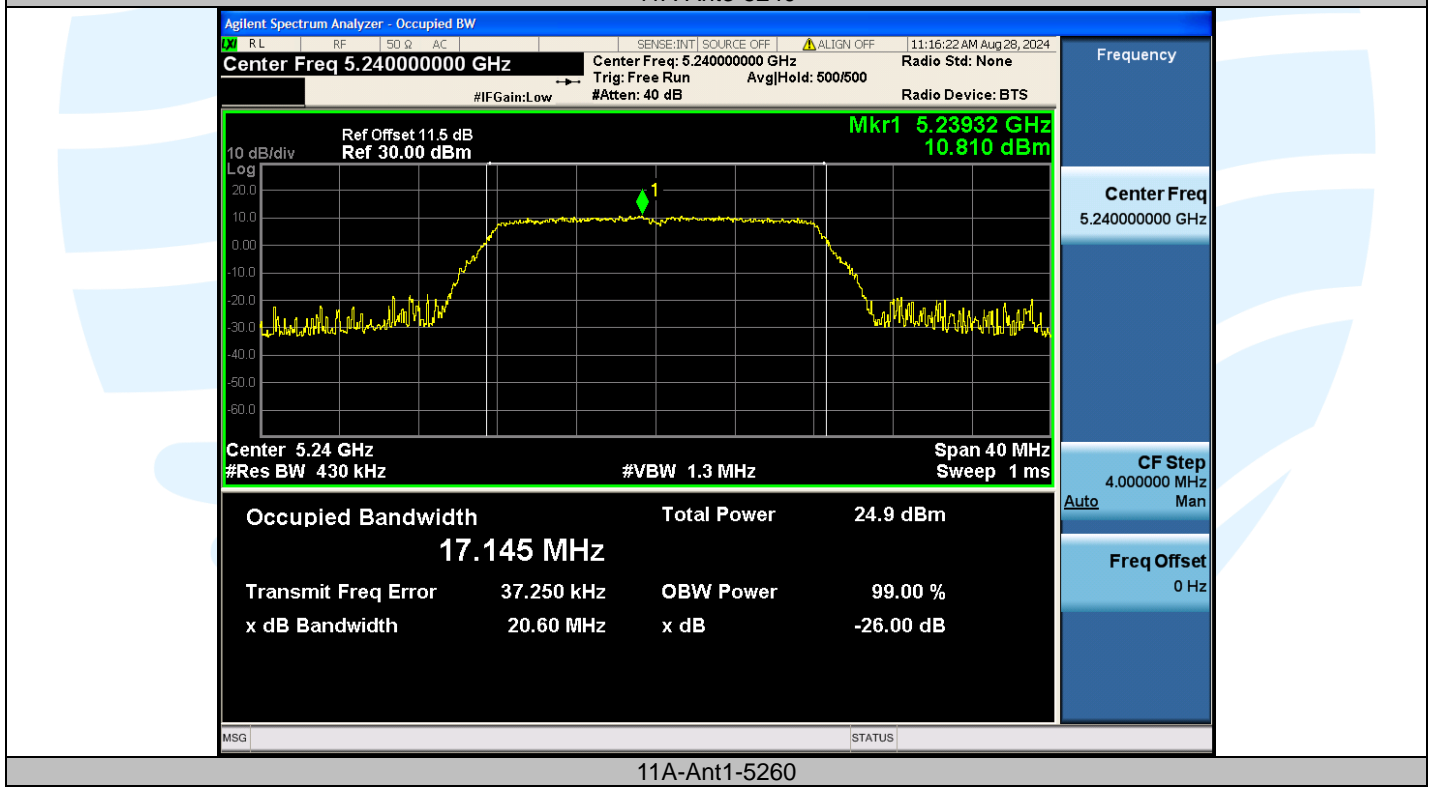 Agilent Spectrum Analyzer - Occupied BW
LXI RL RF 50 Ω AC SENSE:INT SOURCE OFF ALIGN OFF 11:16:22 AM Aug 28, 2024
Center Freq 5.240000000 GHz Center Freq: 5.240000000 GHz Radio Std: None Frequency
Trig: Free Run Avg|Hold: 500/500
#IFGain:Low #Atten: 40 dB Radio Device: BTS
Ref Offset 11.5 dB Mkr1 5.23932 GHz
10 dB/div Ref 30.00 dBm 10.810 dBm
Log
20.0
10.0
0.00
-10.0
-20.0
-30.0
-40.0
-50.0
-60.0
1
Center Freq
5.240000000 GHz
Center 5.24 GHz Span 40 MHz
#Res BW 430 kHz #VBW 1.3 MHz Sweep 1 ms
CF Step
4.000000 MHz
Auto Man
Occupied Bandwidth Total Power 24.9 dBm
17.145 MHz
Transmit Freq Error 37.250 kHz OBW Power 99.00 %
x dB Bandwidth 20.60 MHz x dB -26.00 dB
Freq Offset
0 Hz
MSG STATUS
11A-Ant1-5260